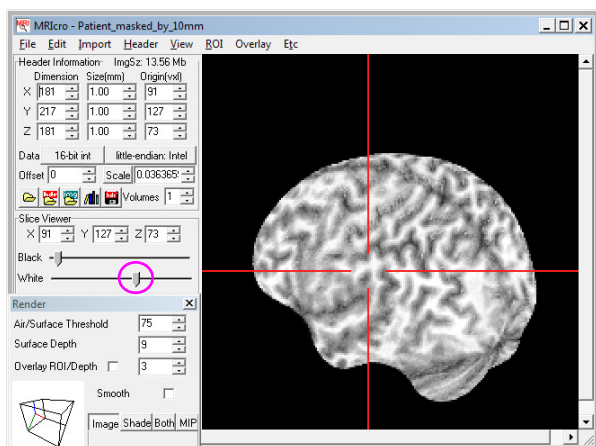 MRIcro - Patient_masked_by_10mm
File Edit Import Header View ROI Overlay Etc
Header Information ImgSz: 13.56 Mb
Dimension Size(mm) Origin(vxl)
X 181 1.00 91
Y 217 1.00 127
Z 181 1.00 73
Data 16-bit int little-endian: Intel
Offset 0 Scale 0.036365
Volumes 1
Slice Viewer
X 91 Y 127 Z 73
Black
White
Render
Air/Surface Threshold 75
Surface Depth 9
Overlay ROI/Depth 3
Smooth
Image Shade Both MIP